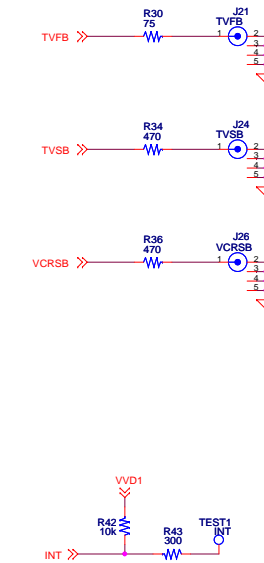 R30
75
J21
TVFB
TVFB
1
2
3
4
5
R34
470
J24
TVSB
TVSB
1
2
3
4
5
R36
470
J26
VCRSB
VCRSB
1
2
3
4
5
VVD1
R42
10k
R43
300
TEST1
INT
INT